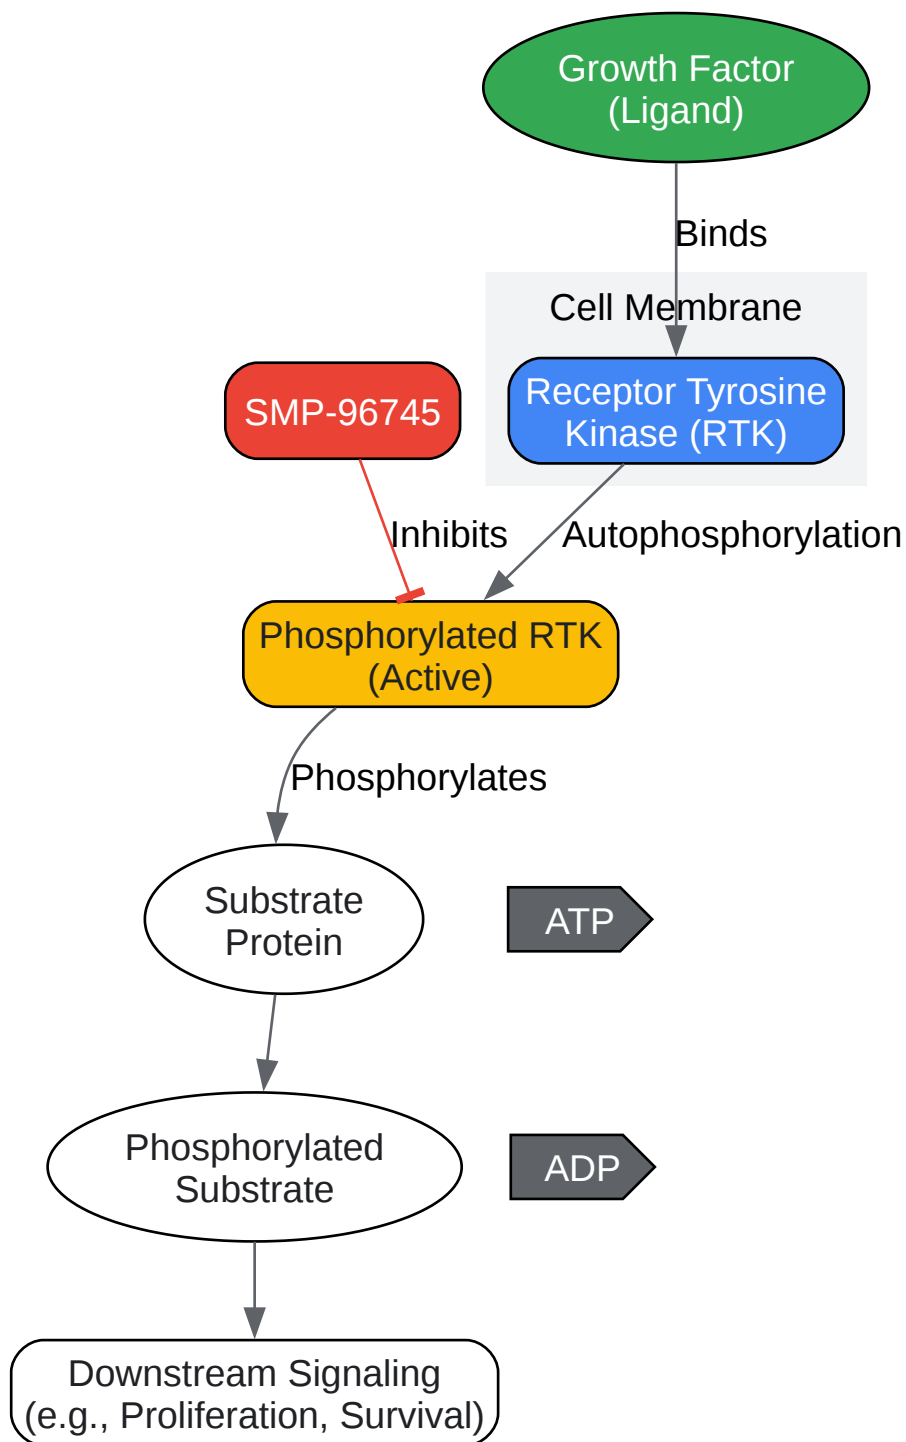 Growth Factor
(Ligand)
Binds
Cell Membrane
Receptor Tyrosine
Kinase (RTK)
SMP-96745
Inhibits
Autophosphorylation
Phosphorylated RTK
(Active)
Phosphorylates
Substrate
Protein
ATP
Phosphorylated
Substrate
ADP
Downstream Signaling
(e.g., Proliferation, Survival)